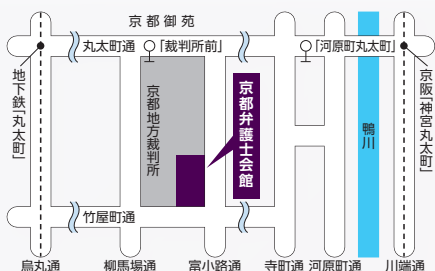 京都御苑
丸太町通
「裁判所前」
「河原町丸太町」
地下鉄「丸太町」
京阪「神宮丸太町」
京都地方裁判所
京都弁護士会館
鴨川
竹屋町通
烏丸通
柳馬場通
富小路通
寺町通
河原町通
川端通